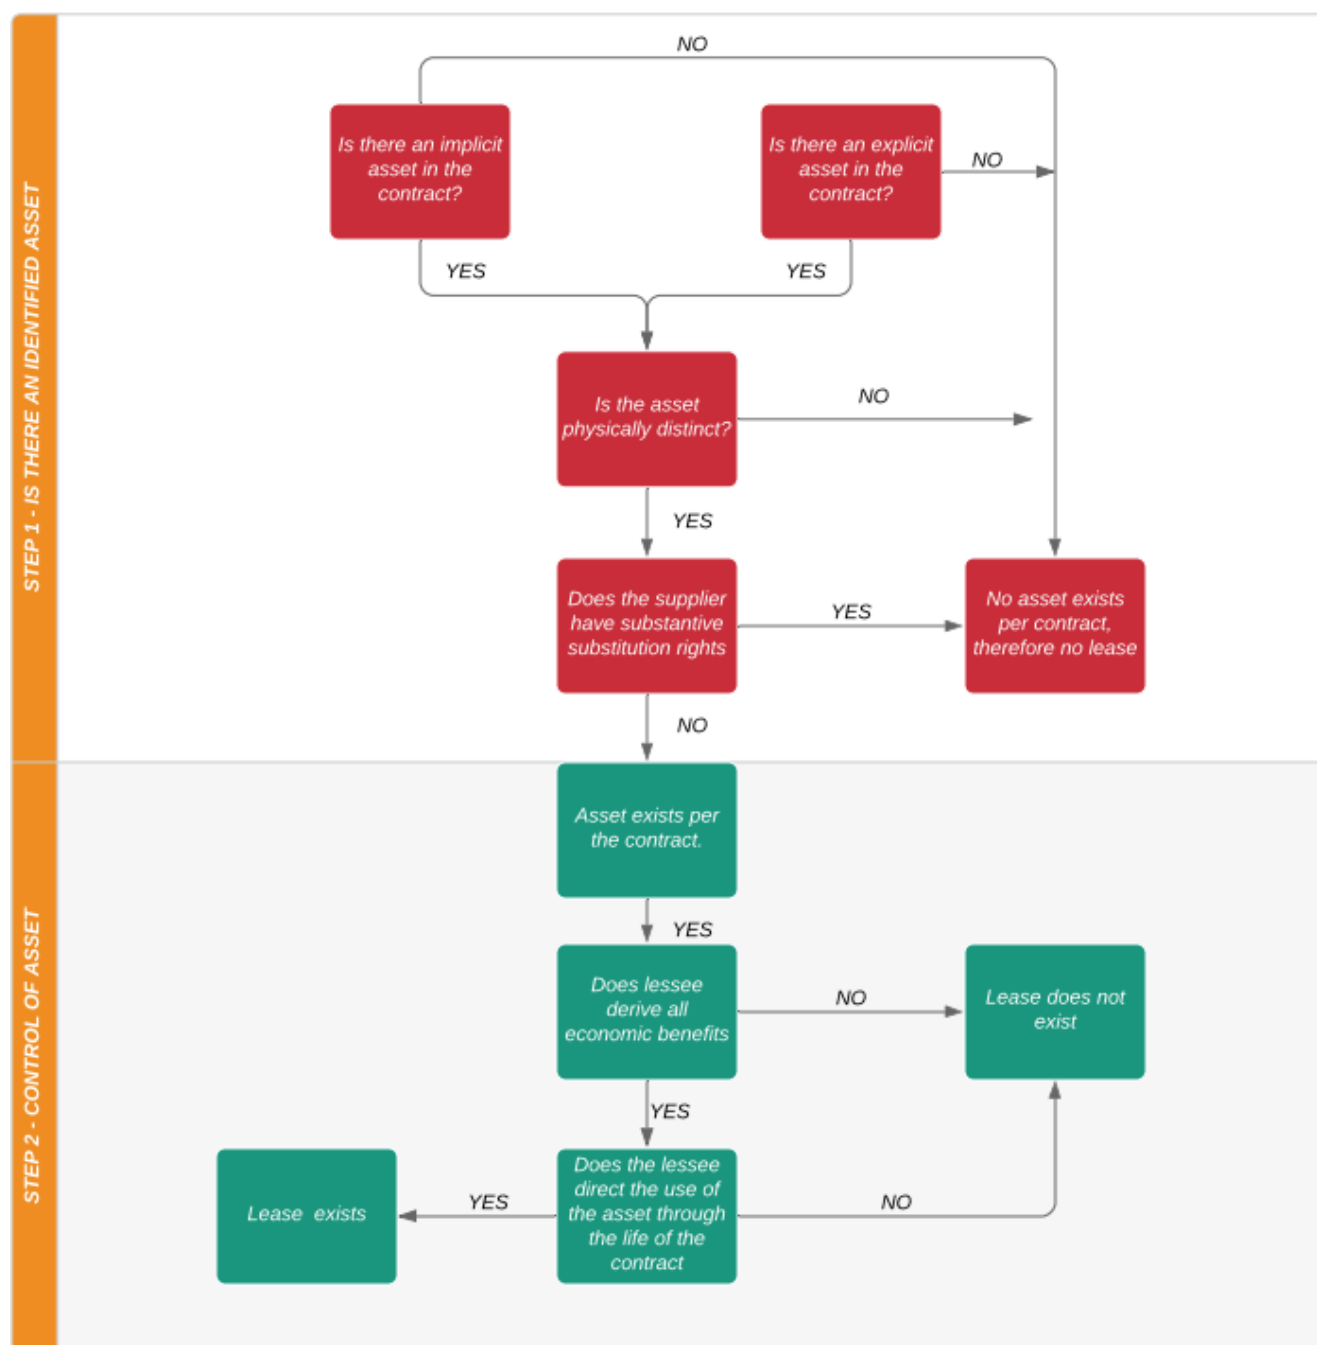 STEP 1 - IS THERE AN IDENTIFIED ASSET
NO
Is there an implicit
asset in the
contract?
Is there an explicit
asset in the
contract?
NO
YES
YES
Is the asset
physically distinct?
NO
YES
Does the supplier
have substantive
substitution rights
YES
No asset exists
per contract,
therefore no lease
NO
STEP 2 - CONTROL OF ASSET
Asset exists per
the contract.
YES
Does lessee
derive all
economic benefits
NO
Lease does not
exist
YES
Lease exists
YES
Does the lessee
direct the use of
the asset through
the life of the
contract
NO